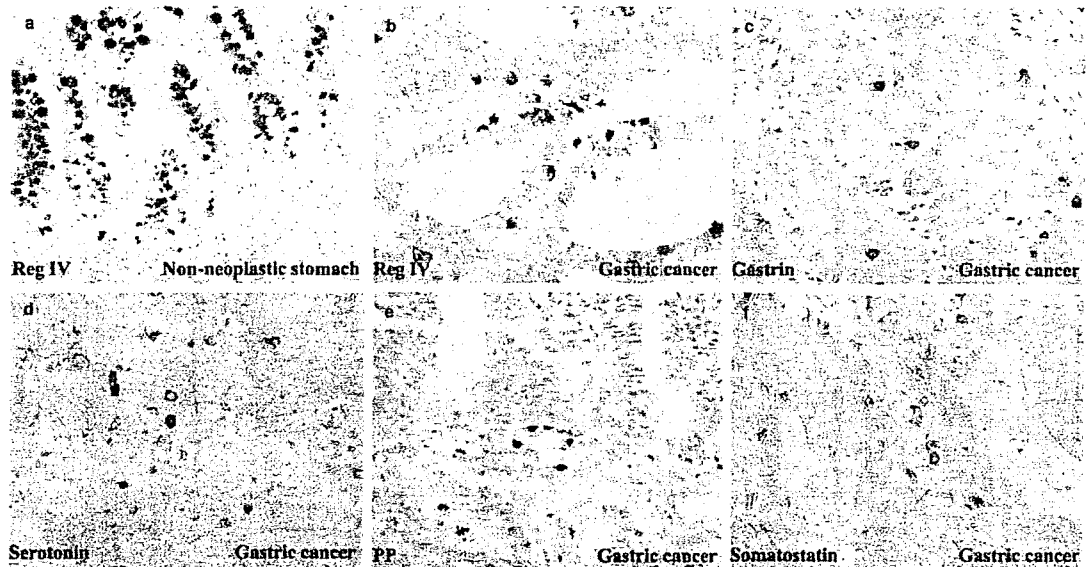 a
Reg IV Non-neoplastic stomach
b
Reg IV Gastric cancer
c
Gastrin Gastric cancer
d
Serotonin Gastric cancer
e
PP Gastric cancer
f
Somatostatin Gastric cancer